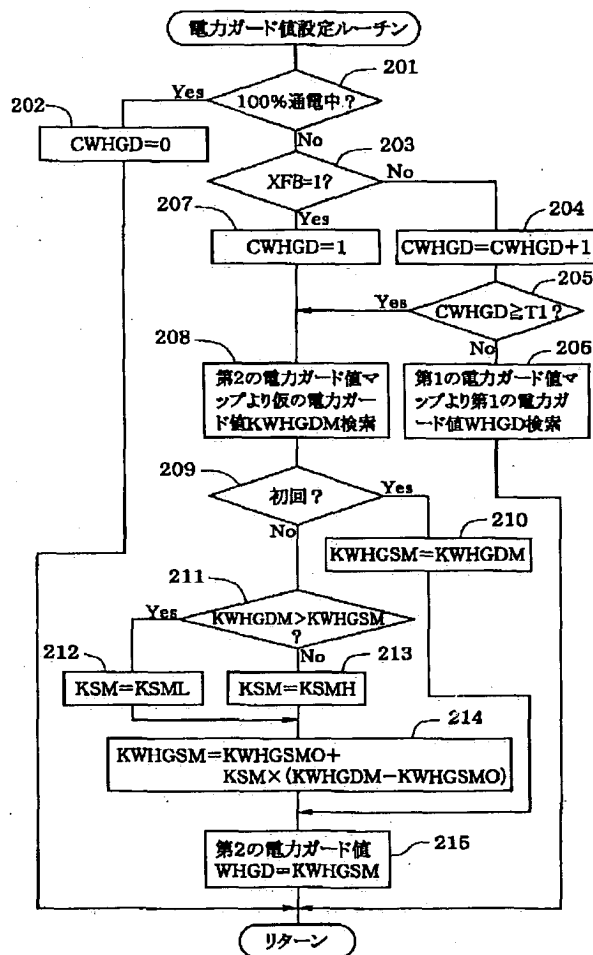 電力ガード値設定ルーチン
201
100%通電中?
Yes
202
No
CWHGD=0
203
XFB=1?
No
207
Yes
204
CWHGD=1
CWHGD=CWHGD+1
205
Yes
CWHGD≧T1?
208
No
206
第2の電力ガード値マ
ップより仮の電力ガー
ド値KWHGDM検索
第1の電力ガード値マ
ップより第1の電力ガ
ード値WHGD検索
209
初回?
Yes
No
210
KWHGSM=KWHGDM
211
Yes
KWHGDM>KWHGSM
?
212
No
213
KSM=KSML
KSM=KSMH
214
KWHGSM=KWHGSMO+
KSM×(KWHGDM-KWHGSMO)
215
第2の電力ガード値
WHGD=KWHGSM
リターン